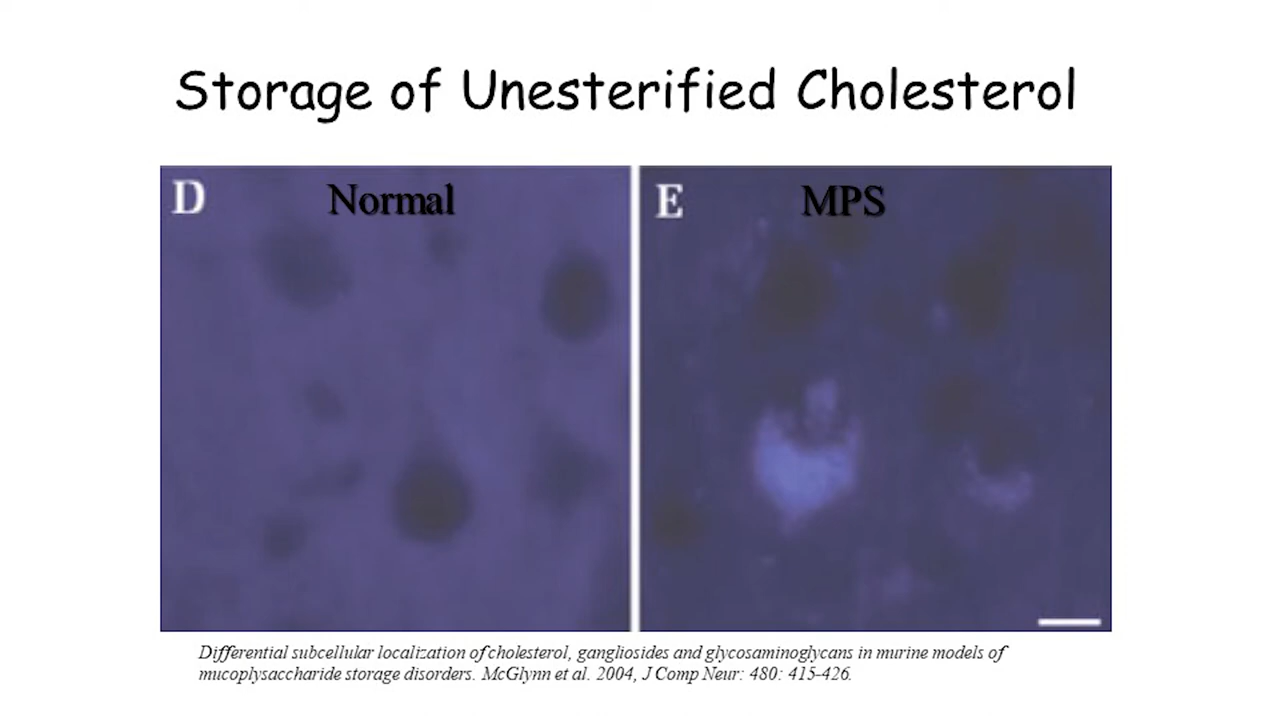 Storage of Unesterified Cholesterol
D
Normal
E
MPS
Differential subcellular localization of cholesterol, gangliosides and glycosaminoglycans in murine models of
mucoplysaccharide storage disorders. McGlynn et al. 2004, J Comp Neur: 480: 415-426.